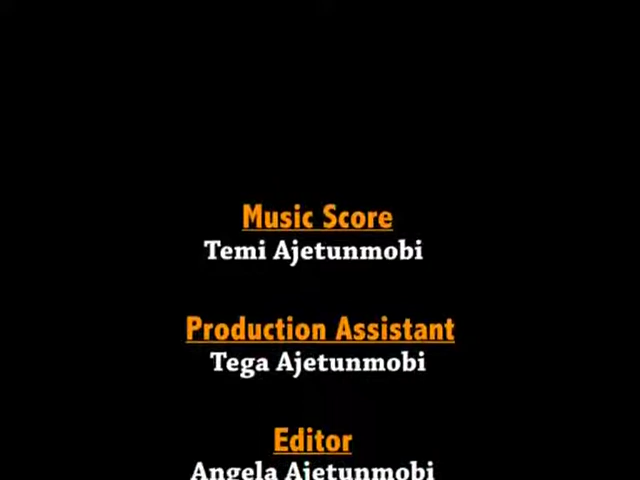 Music Score
Temi Ajetunmobi
Production Assistant
Tega Ajetunmobi
Editor
Angela Ajetunmobi